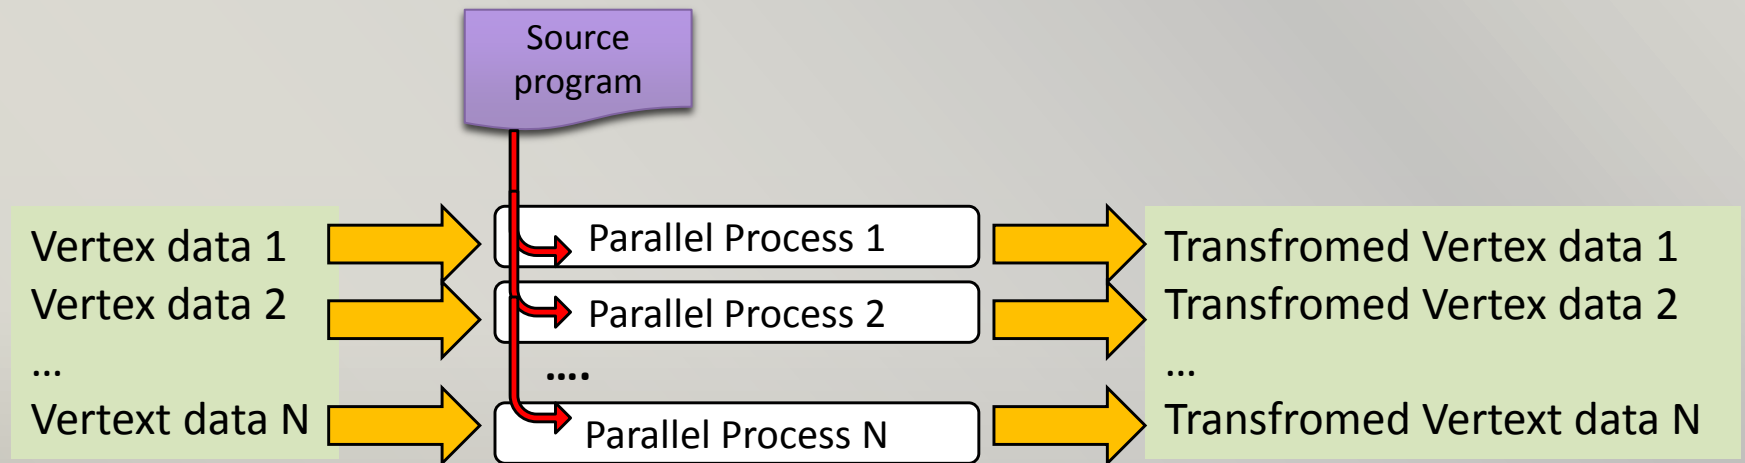 Source
program
Vertex data 1
Vertex data 2
...
Vertext data N
Parallel Process 1
Parallel Process 2
....
Parallel Process N
Transfromed Vertex data 1
Transfromed Vertex data 2
...
Transfromed Vertext data N